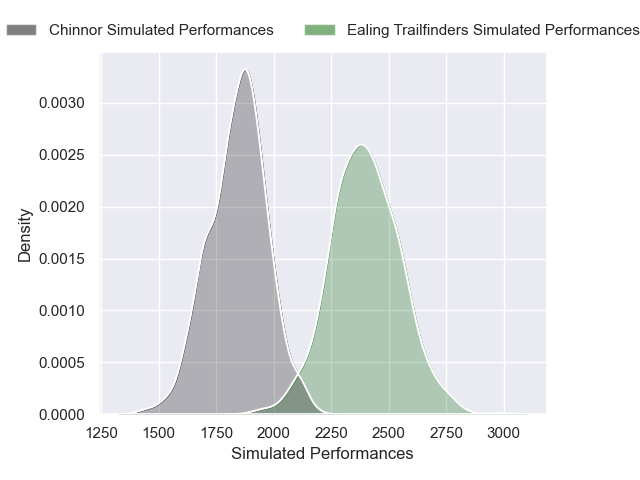 Chinnor Simulated Performances
Ealing Trailfinders Simulated Performances
0.0030
0.0025
0.0020
0.0015
0.0010
0.0005
0.0000
Density
1250 1500 1750 2000 2250 2500 2750 3000
Simulated Performances